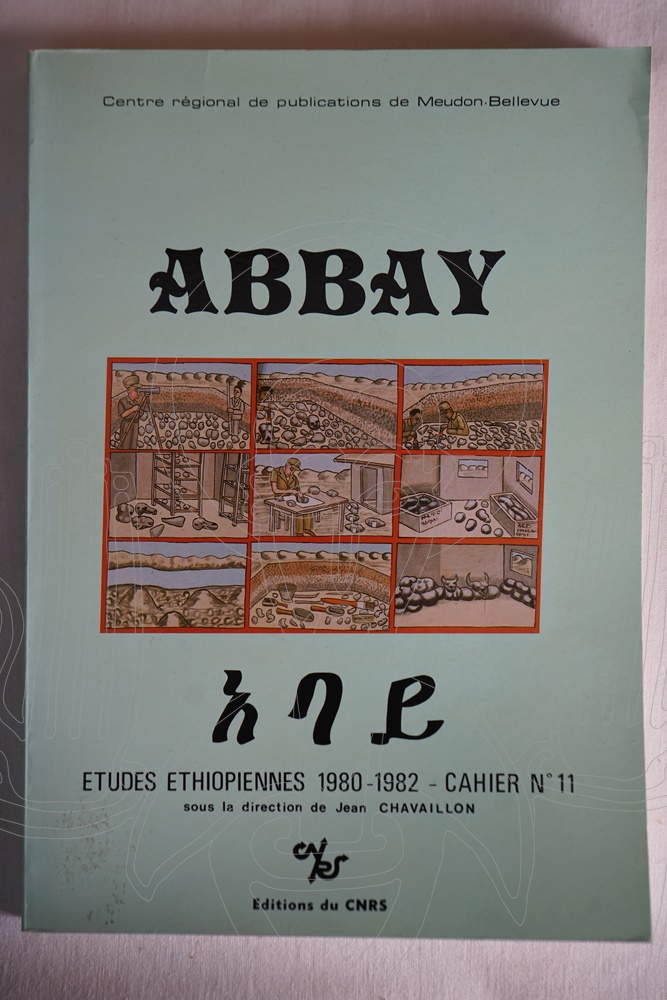 Centre régional de publications de Meudon-Bellevue
ABBAY
አባይ
ETUDES ETHIOPIENNES 1980-1982 - CAHIER N° 11
sous la direction de Jean CHAVAILLON
CNRS
Editions du CNRS